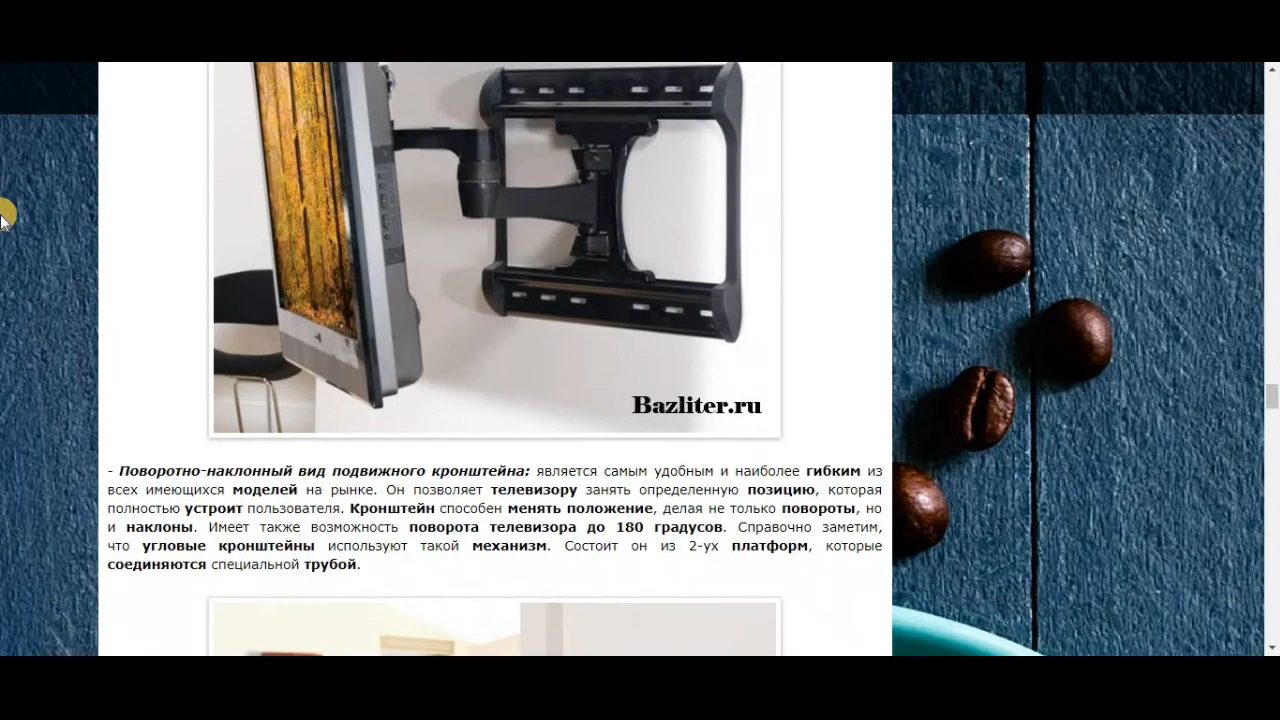 Bazliter.ru
- Поворотно-наклонный вид подвижного кронштейна: является самым удобным и наиболее гибким из
всех имеющихся моделей на рынке. Он позволяет телевизору занять определенную позицию, которая
полностью устроит пользователя. Кронштейн способен менять положение, делая не только повороты, но
и наклоны. Имеет также возможность поворота телевизора до 180 градусов. Справочно заметим,
что угловые кронштейны используют такой механизм. Состоит он из 2-ух платформ, которые
соединяются специальной трубой.